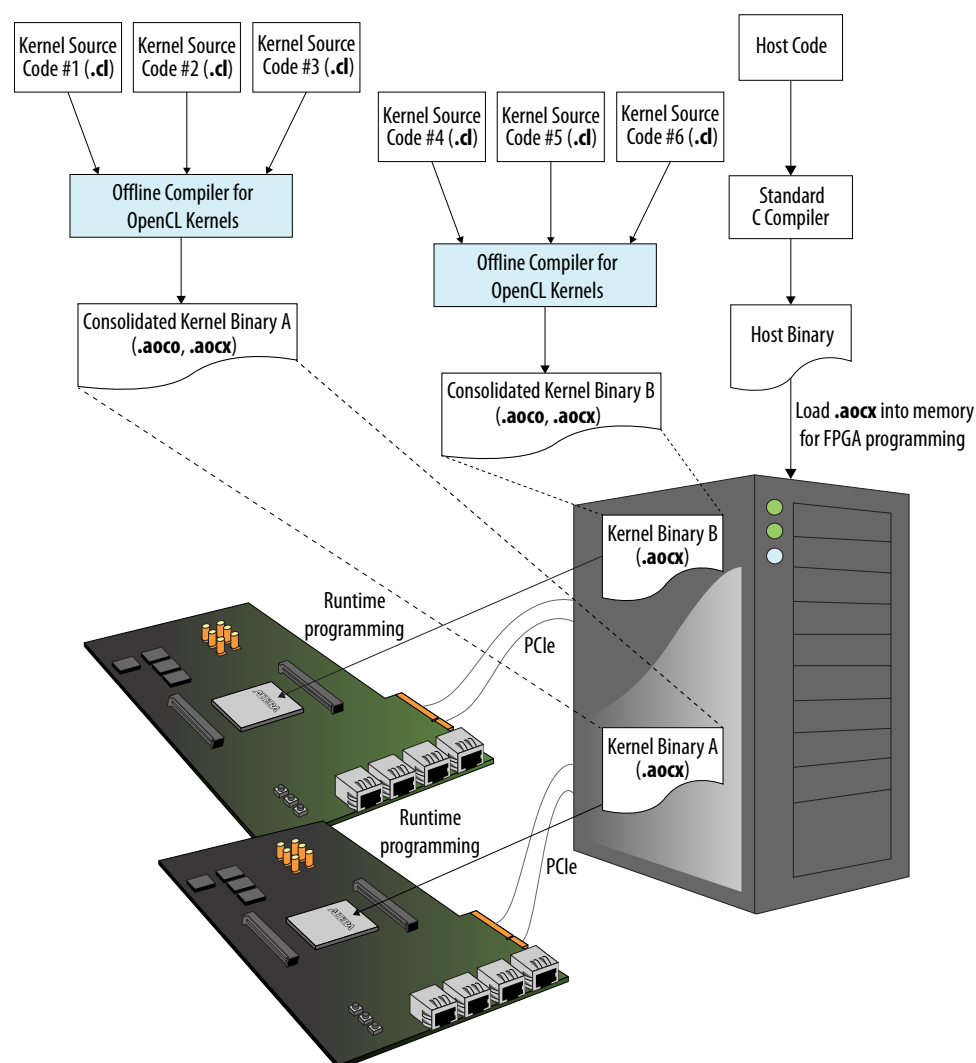 Kernel Source
Code #1 (.cl)
Kernel Source
Code #2 (.cl)
Kernel Source
Code #3 (.cl)
Host Code
Kernel Source
Code #4 (.cl)
Kernel Source
Code #5 (.cl)
Kernel Source
Code #6 (.cl)
Offline Compiler for
OpenCL Kernels
Standard
C Compiler
Offline Compiler for
OpenCL Kernels
Consolidated Kernel Binary A
(.aoco, .aocx)
Host Binary
Consolidated Kernel Binary B
(.aoco, .aocx)
Load .aocx into memory
for FPGA programming
Kernel Binary B
(.aocx)
Runtime
programming
PCIe
ALTERA
Kernel Binary A
(.aocx)
Runtime
programming
PCIe
ALTERA